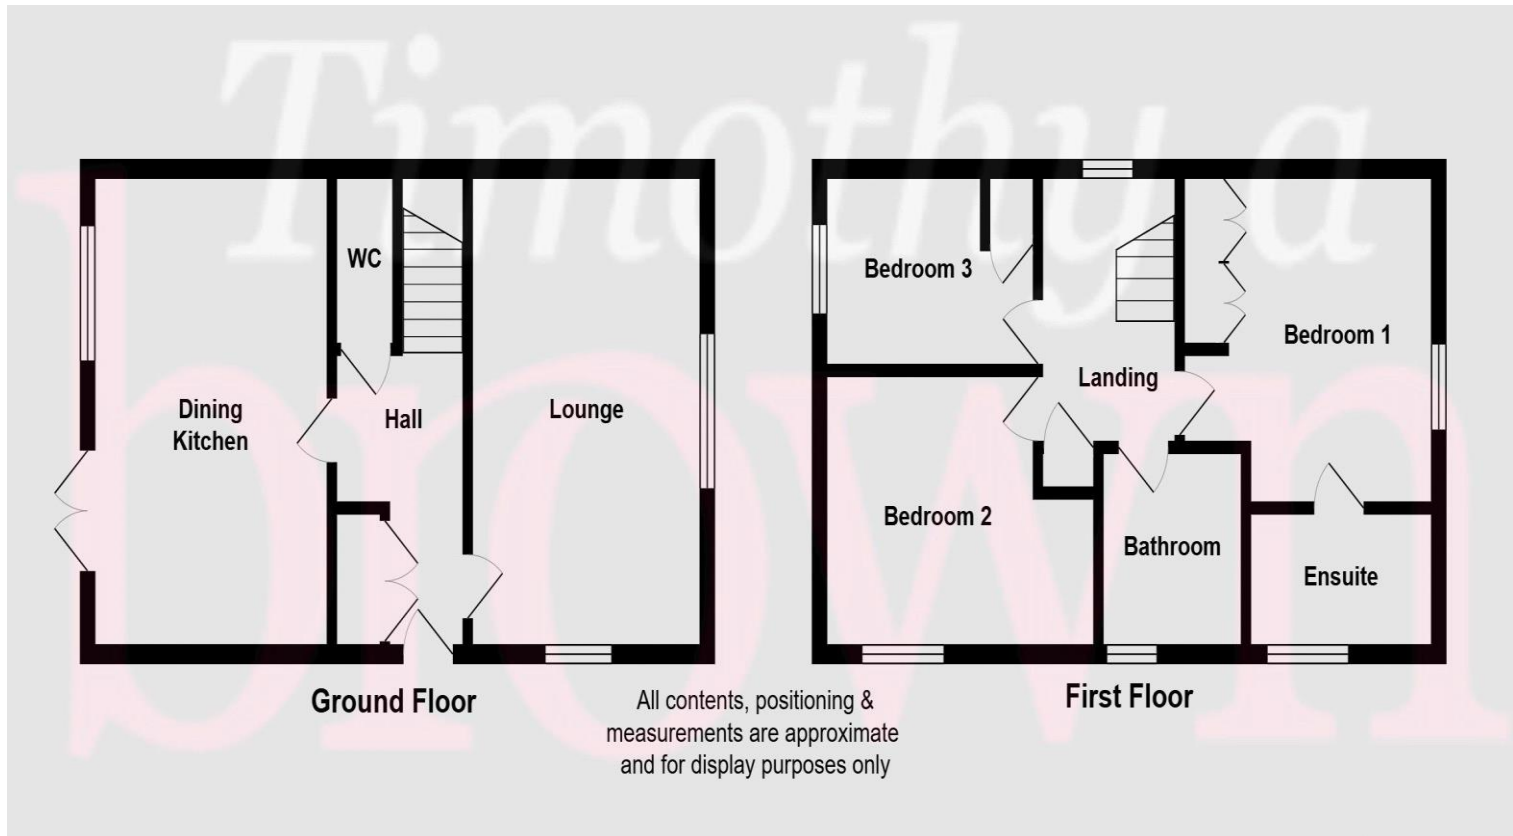 Timothy a
brown
WC
Dining
Kitchen
Hall
Lounge
Ground Floor
Bedroom 3
Bedroom 1
Landing
Bedroom 2
Bathroom
Ensuite
First Floor
All contents, positioning &
measurements are approximate
and for display purposes only